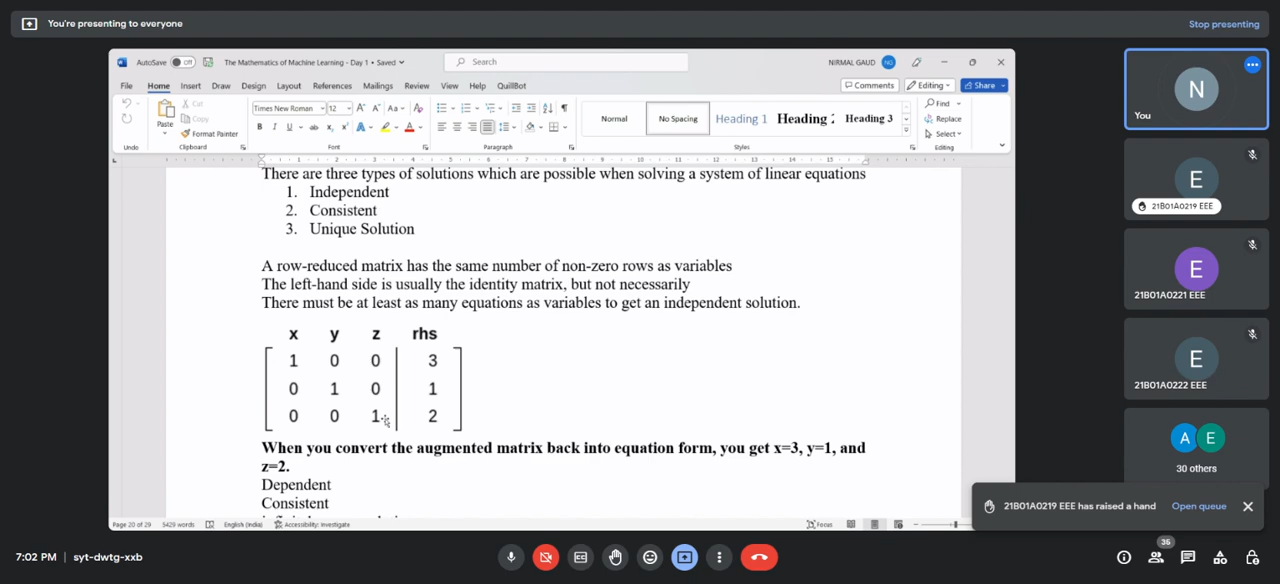 You're presenting to everyone
Stop presenting
AutoSave Off The Mathematics of Machine Learning - Day 1 • Saved
Search
NIRMAL GAUD NG
File Home Insert Draw Design Layout References Mailings Review View Help QuillBot
Comments Editing Share
Paste
Cut
Copy
Format Painter
Times New Roman 12
Normal No Spacing Heading 1 Heading 2 Heading 3
Find
Replace
Select
Undo Clipboard Font Paragraph Styles Editing
There are three types of solutions which are possible when solving a system of linear equations
1. Independent
2. Consistent
3. Unique Solution
A row-reduced matrix has the same number of non-zero rows as variables
The left-hand side is usually the identity matrix, but not necessarily
There must be at least as many equations as variables to get an independent solution.
x y z rhs
1 0 0 3
0 1 0 1
0 0 1 2
When you convert the augmented matrix back into equation form, you get x=3, y=1, and
z=2.
Dependent
Consistent
Page 20 of 29 5429 words English (India) Accessibility: Investigate Focus
N
You
E
21B01A0219 EEE
E
21B01A0221 EEE
E
21B01A0222 EEE
A E
30 others
21B01A0219 EEE has raised a hand Open queue
7:02 PM | syt-dwtg-xxb
35